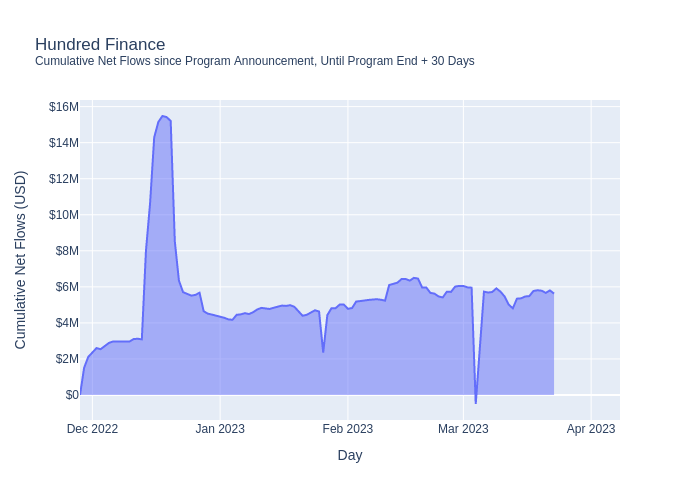 Hundred Finance
Cumulative Net Flows since Program Announcement, Until Program End + 30 Days
Cumulative Net Flows (USD)
$16M
$14M
$12M
$10M
$8M
$6M
$4M
$2M
$0
Dec 2022
Jan 2023
Feb 2023
Mar 2023
Apr 2023
Day